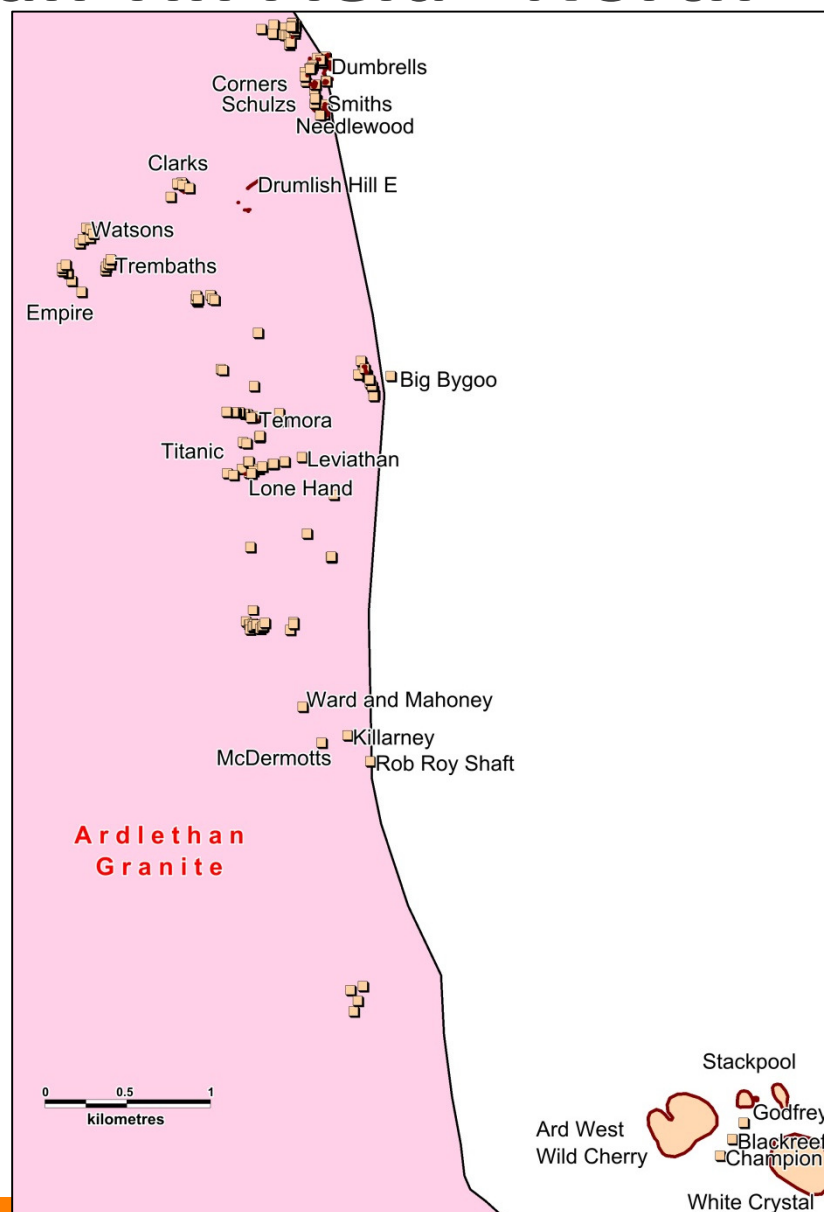 Dumbrells
Corners
Schulzs
Smiths
Needlewood
Clarks
Drumlish Hill E
Watsons
Trembaths
Empire
Big Bygoo
Temora
Titanic
Leviathan
Lone Hand
Ward and Mahoney
Killarney
McDermotts
Rob Roy Shaft
Ardlethan
Granite
0 0.5 1
kilometres
Stackpool
Godfrey
Ard West
Wild Cherry
Blackreef
Champion
White Crystal